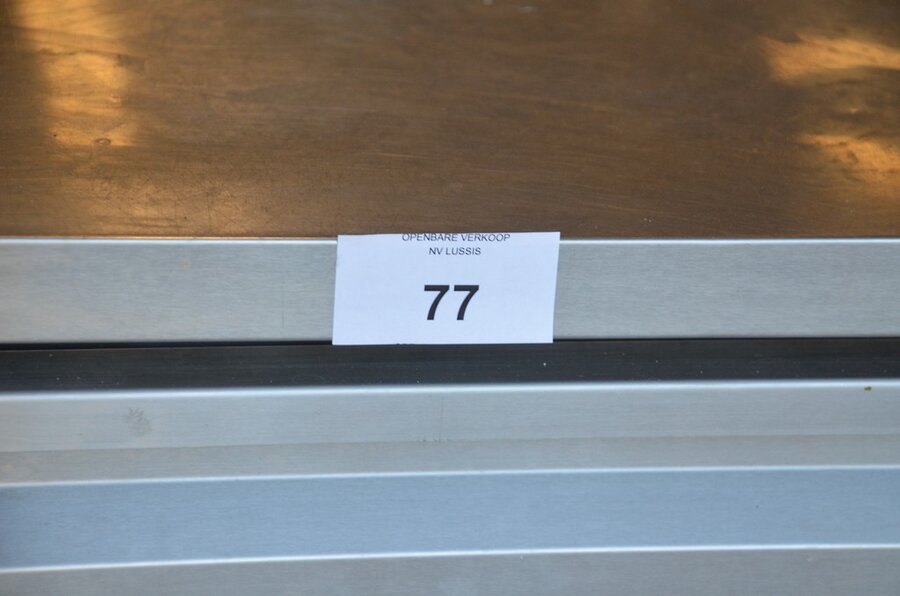 OPENBARE VERKOOP
NV LUSSIS
77